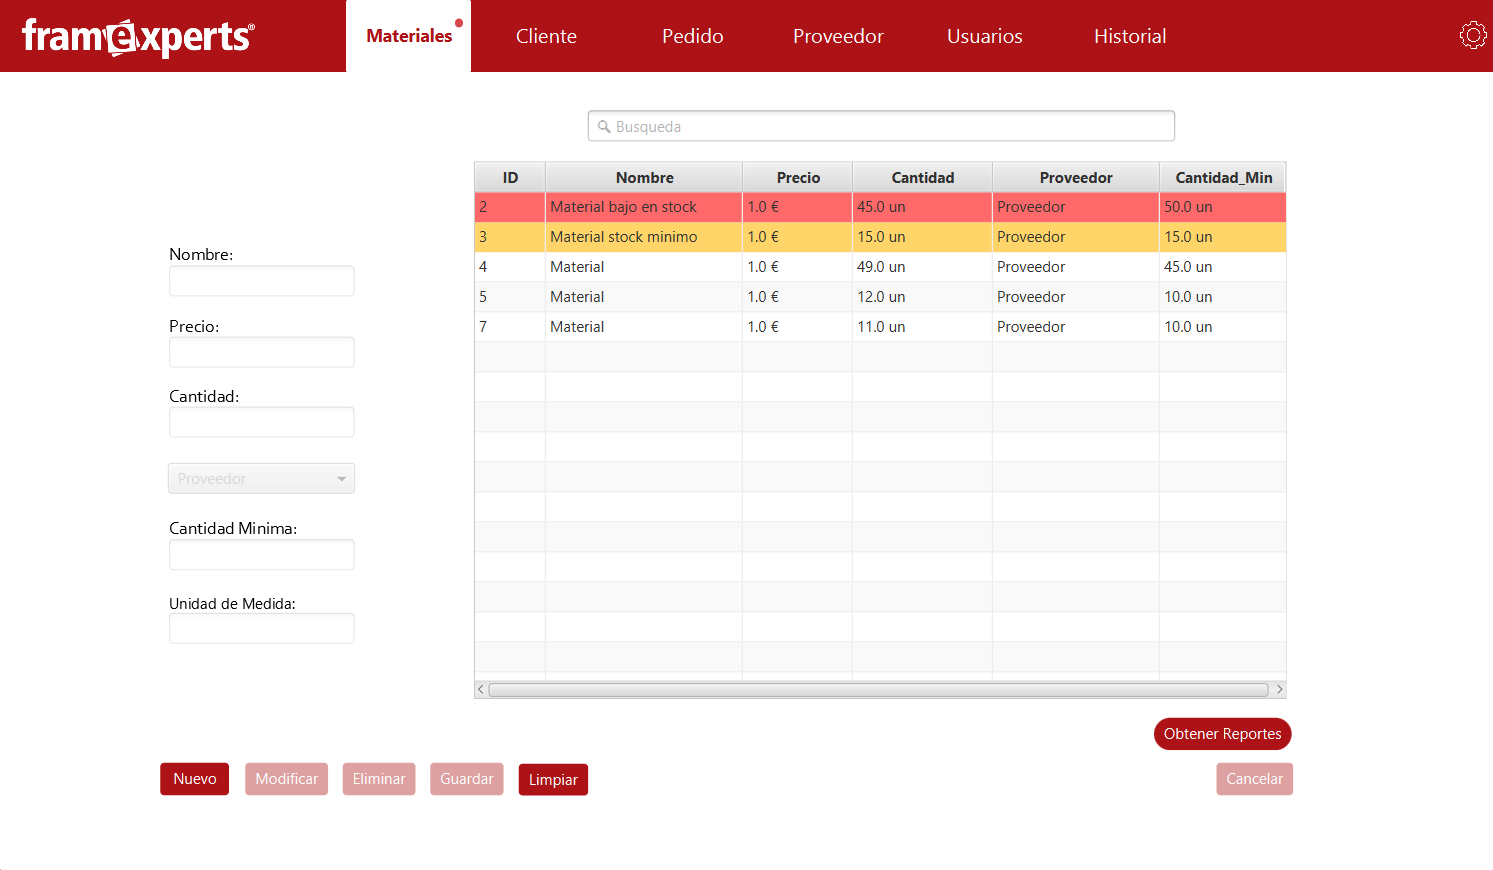 framexperts®
Materiales Cliente Pedido Proveedor Usuarios Historial
Busqueda
ID Nombre Precio Cantidad Proveedor Cantidad_Min
2 Material bajo en stock 1.0 € 45.0 un Proveedor 50.0 un
3 Material stock minimo 1.0 € 15.0 un Proveedor 15.0 un
4 Material 1.0 € 49.0 un Proveedor 45.0 un
5 Material 1.0 € 12.0 un Proveedor 10.0 un
7 Material 1.0 € 11.0 un Proveedor 10.0 un
Nombre:
Precio:
Cantidad:
Proveedor
Cantidad Minima:
Unidad de Medida:
Obtener Reportes
Nuevo Modificar Eliminar Guardar Limpiar Cancelar